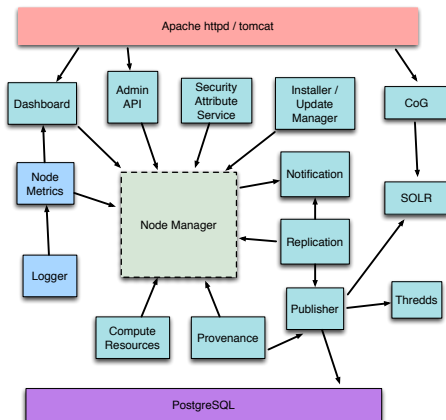 Apache httpd / tomcat
Dashboard
Admin
API
Security
Attribute
Service
Installer /
Update
Manager
CoG
Node
Metrics
Notification
SOLR
Node Manager
Replication
Logger
Publisher
Thredds
Compute
Resources
Provenance
PostgreSQL